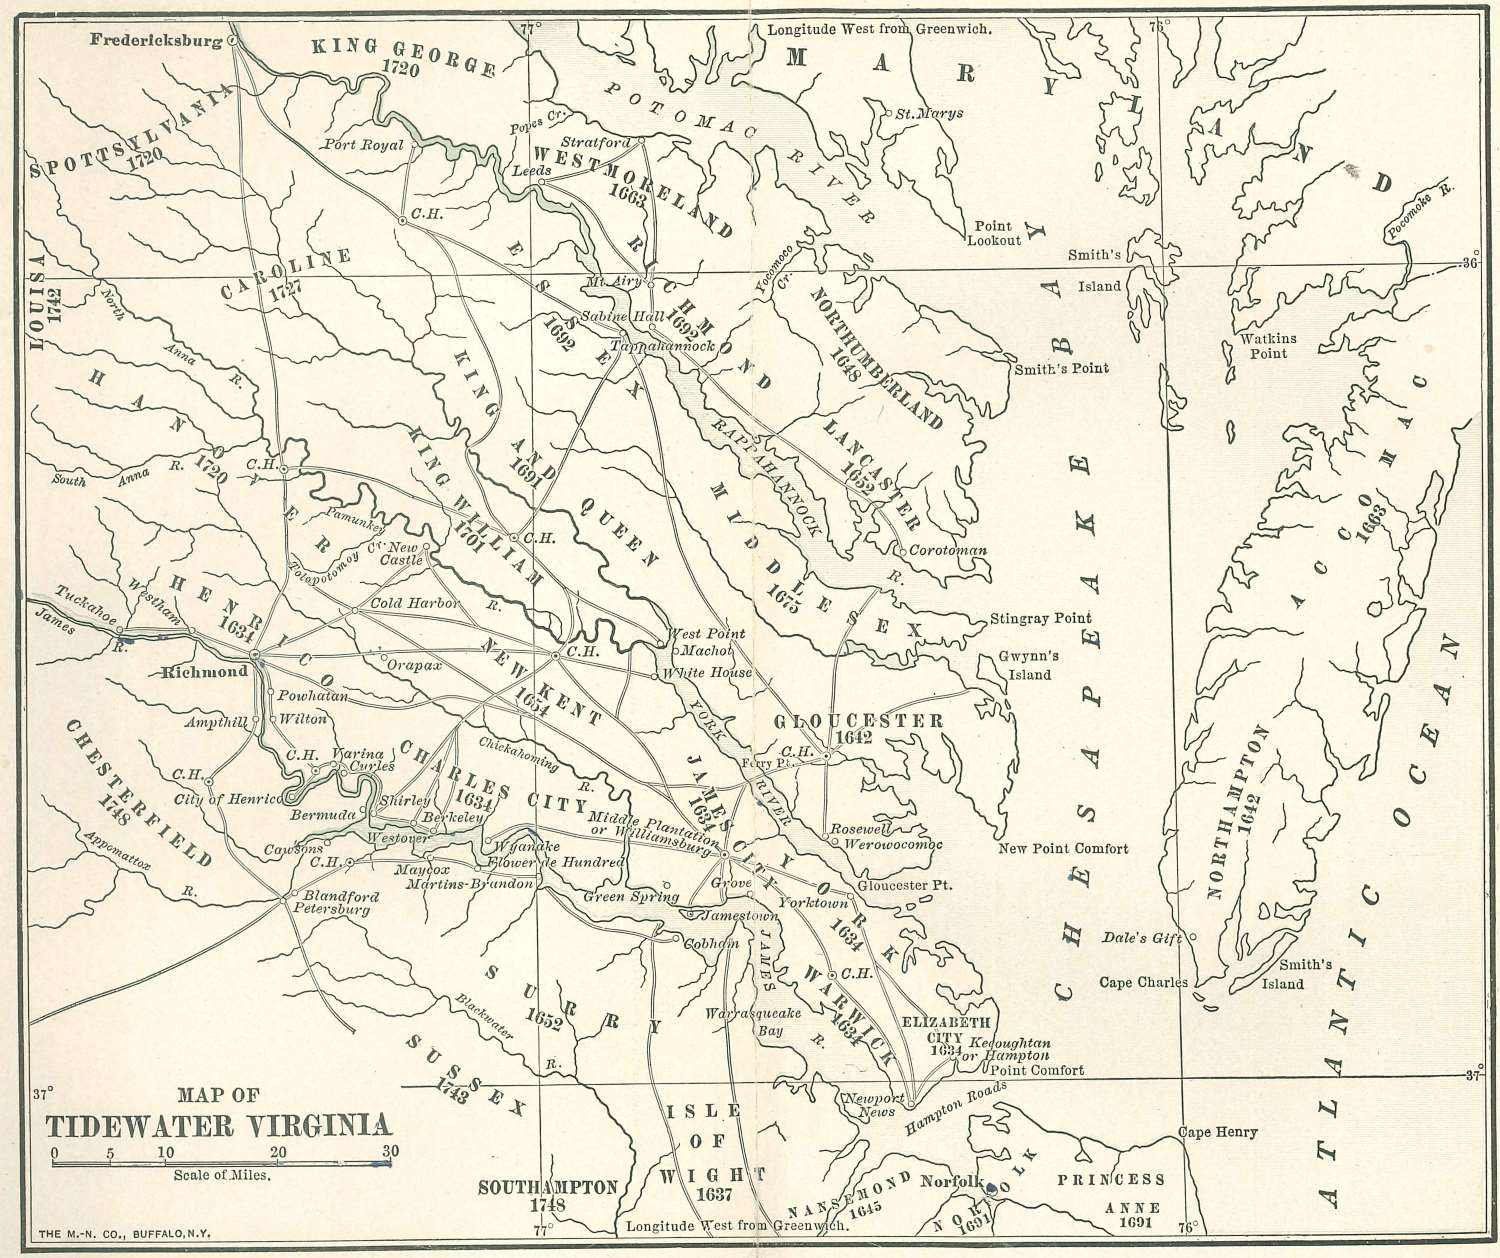 77°
Longitude West from Greenwich.
76°
Fredericksburg
KING GEORGE
1720
MARYLAND
POTOMAC RIVER
St. Marys
SPOTTSYLVANIA
1720
Port Royal
Popes Cr.
Stratford
WESTMORELAND
1663
Leeds
C.H.
Point
Lookout
Pocomoke R.
Smith's
Island
36°
LOUISA
1742
CAROLINE
1727
ESSEX
1692
RICHMOND
1692
Mt. Airy
Yocomoco
Cr.
Sabine Hall
Tappahannock
NORTHUMBERLAND
1648
Smith's Point
Watkins
Point
North Anna R.
HANOVER
1720
South Anna R.
C.H.
KING AND QUEEN
1691
KING WILLIAM
1701
C.H.
RAPPAHANNOCK
R.
LANCASTER
1652
Corotoman
ACCOMAC
1663
ACCO
CHESAPEAKE BAY
MIDDLESEX
1675
Stingray Point
Pamunkey
R.
Totopotomoy Cr.
New
Castle
Cold Harbor
HENRICO
1634
Tuckahoe
Westham
James
R.
Richmond
Orapax
NEW KENT
1654
C.H.
West Point
Machot
White House
Gwynn's
Island
YORK
RIVER
GLOUCESTER
1642
C.H.
Ferry Pt.
Powhatan
Ampthill
Wilton
C.H.
Varina
Curles
C.H.
City of Henrico
CHESTERFIELD
1748
CHARLES CITY
1634
Chickahoming
R.
JAMES CITY
1634
Bermuda
Shirley
Berkeley
Westover
Middle Plantation
or Williamsburg
Rosewell
Werowocomoc
New Point Comfort
NORTHAMPTON
1642
Appomattox
R.
Cawsons
C.H.
Maycox
Wyanake
Flower de Hundred
Martins-Brandon
Green Spring
Grove
Yorktown
Gloucester Pt.
Blandford
Petersburg
Jamestown
Cobham
JAMES
R.
YORK
1634
Dale's Gift
Cape Charles
Smith's
Island
SURRY
1652
Blackwater
R.
Warrasqueake
Bay
WARWICK
1634
C.H.
ELIZABETH
CITY
1634
Kecoughtan
or Hampton
Point Comfort
SUSSEX
1743
37°
37°
Newport
News
Hampton Roads
ATLANTIC OCEAN
MAP OF
TIDEWATER VIRGINIA
0 5 10 20 30
Scale of Miles.
ISLE
OF
WIGHT
1637
Cape Henry
SOUTHAMPTON
1748
NANSEMOND
1645
Norfolk
NORFOLK
1691
PRINCESS
ANNE
1691
THE M.-N. CO., BUFFALO, N.Y.
77°
Longitude West from Greenwich.
76°